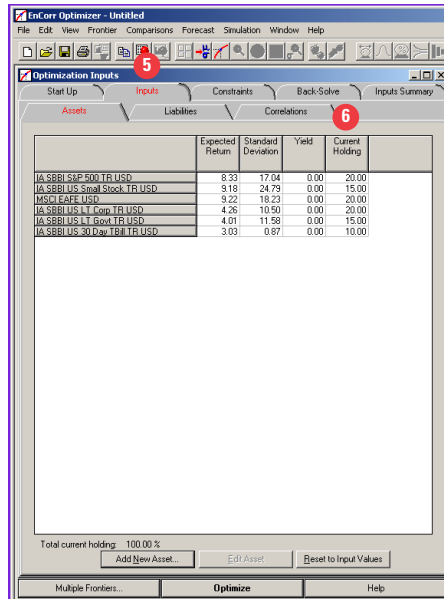 EnCorr Optimizer - Untitled
File Edit View Frontier Comparisons Forecast Simulation Window Help
5
Optimization Inputs
Start Up Inputs Constraints Back-Solve Inputs Summary
Assets Liabilities Correlations 6
Expected Return Standard Deviation Yield Current Holding
IA SBBI S&P 500 TR USD 8.33 17.04 0.00 20.00
IA SBBI US Small Stock TR USD 9.18 24.79 0.00 15.00
MSCI EAFE USD 9.22 18.23 0.00 20.00
IA SBBI US LT Corp TR USD 4.26 10.50 0.00 20.00
IA SBBI US LT Govt TR USD 4.01 11.58 0.00 15.00
IA SBBI US 30 Day TBill TR USD 3.03 0.87 0.00 10.00
Total current holding: 100.00 %
Add New Asset... Edit Asset Reset to Input Values
Multiple Frontiers... Optimize Help